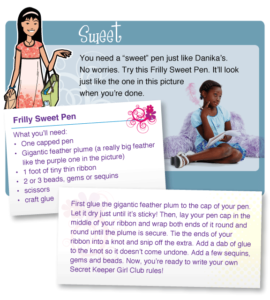 Sweet
You need a "sweet" pen just like Danika's.
No worries. Try this Frilly Sweet Pen. It'll look
just like the one in this picture
when you're done.
Frilly Sweet Pen
What you'll need:
• One capped pen
• Gigantic feather plume (a really big feather
like the purple one in the picture)
• 1 foot of tiny thin ribbon
• 2 or 3 beads, gems or sequins
• scissors
• craft glue
First glue the gigantic feather plum to the cap of your pen.
Let it dry just until it's sticky! Then, lay your pen cap in the
middle of your ribbon and wrap both ends of it round and
round until the plume is secure. Tie the ends of your
ribbon into a knot and snip off the extra. Add a dab of glue
to the knot so it doesn't come undone. Add a few sequins,
gems and beads. Now, you're ready to write your own
Secret Keeper Girl Club rules!